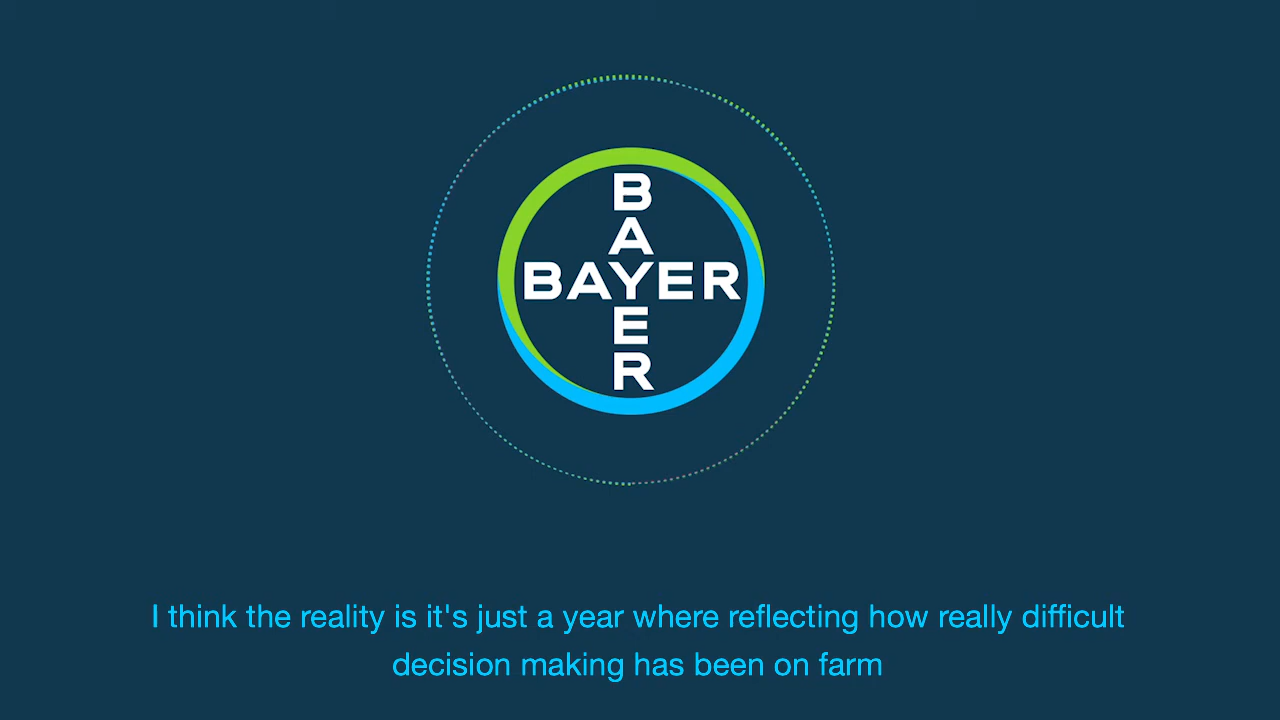 BAYER
BAYER
I think the reality is it's just a year where reflecting how really difficult
decision making has been on farm